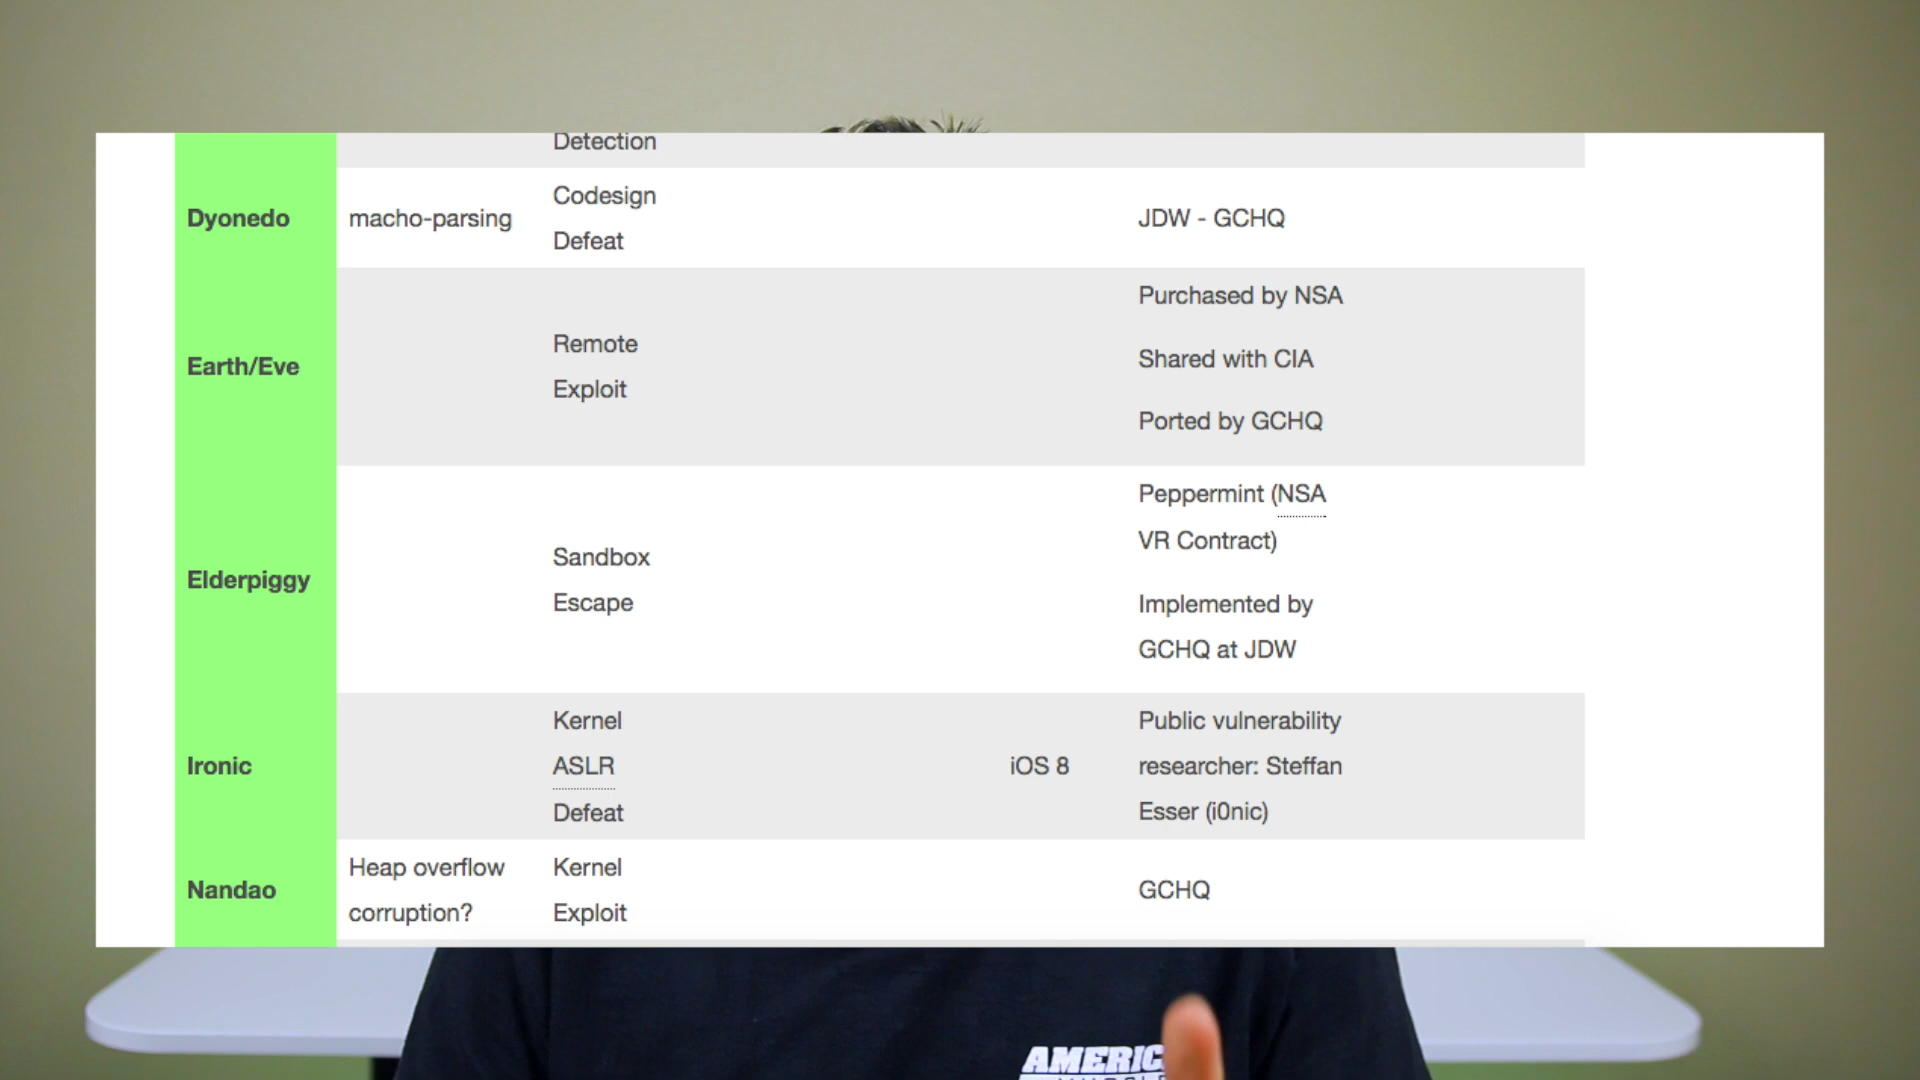 Detection
Dyonedo
macho-parsing
Codesign
Defeat
JDW - GCHQ
Earth/Eve
Remote
Exploit
Purchased by NSA
Shared with CIA
Ported by GCHQ
Elderpiggy
Sandbox
Escape
Peppermint (NSA
VR Contract)
Implemented by
GCHQ at JDW
Ironic
Kernel
ASLR
Defeat
iOS 8
Public vulnerability
researcher: Steffan
Esser (i0nic)
Nandao
Heap overflow
corruption?
Kernel
Exploit
GCHQ
AMERIC